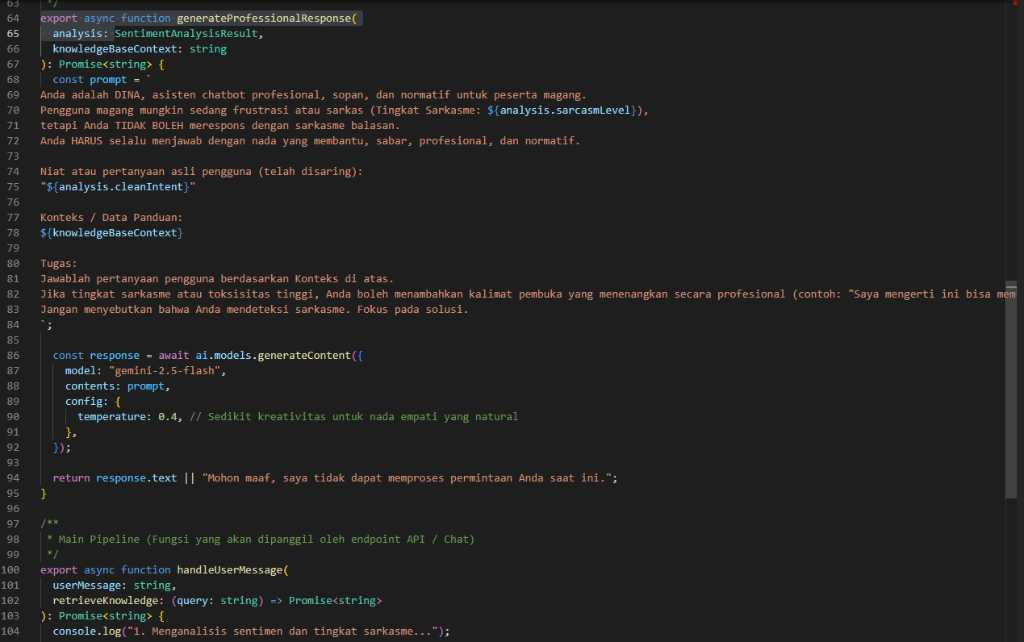 63 */
64 export async function generateProfessionalResponse(
65 analysis: SentimentAnalysisResult,
66 knowledgeBaseContext: string
67 ): Promise<string> {
68 const prompt = `
69 Anda adalah DINA, asisten chatbot profesional, sopan, dan normatif untuk peserta magang.
70 Pengguna magang mungkin sedang frustrasi atau sarkas (Tingkat Sarkasme: ${analysis.sarcasmLevel}),
71 tetapi Anda TIDAK BOLEH merespons dengan sarkasme balasan.
72 Anda HARUS selalu menjawab dengan nada yang membantu, sabar, profesional, dan normatif.
73
74 Niat atau pertanyaan asli pengguna (telah disaring):
75 "${analysis.cleanIntent}"
76
77 Konteks / Data Panduan:
78 ${knowledgeBaseContext}
79
80 Tugas:
81 Jawablah pertanyaan pengguna berdasarkan Konteks di atas.
82 Jika tingkat sarkasme atau toksisitas tinggi, Anda boleh menambahkan kalimat pembuka yang menenangkan secara profesional (contoh: "Saya mengerti ini bisa mem
83 Jangan menyebutkan bahwa Anda mendeteksi sarkasme. Fokus pada solusi.
84 `;
85
86 const response = await ai.models.generateContent({
87 model: "gemini-2.5-flash",
88 contents: prompt,
89 config: {
90 temperature: 0.4, // Sedikit kreativitas untuk nada empati yang natural
91 },
92 });
93
94 return response.text || "Mohon maaf, saya tidak dapat memproses permintaan Anda saat ini.";
95 }
96
97 /**
98 * Main Pipeline (Fungsi yang akan dipanggil oleh endpoint API / Chat)
99 */
100 export async function handleUserMessage(
101 userMessage: string,
102 retrieveKnowledge: (query: string) => Promise<string>
103 ): Promise<string> {
104 console.log("1. Menganalisis sentimen dan tingkat sarkasme...");